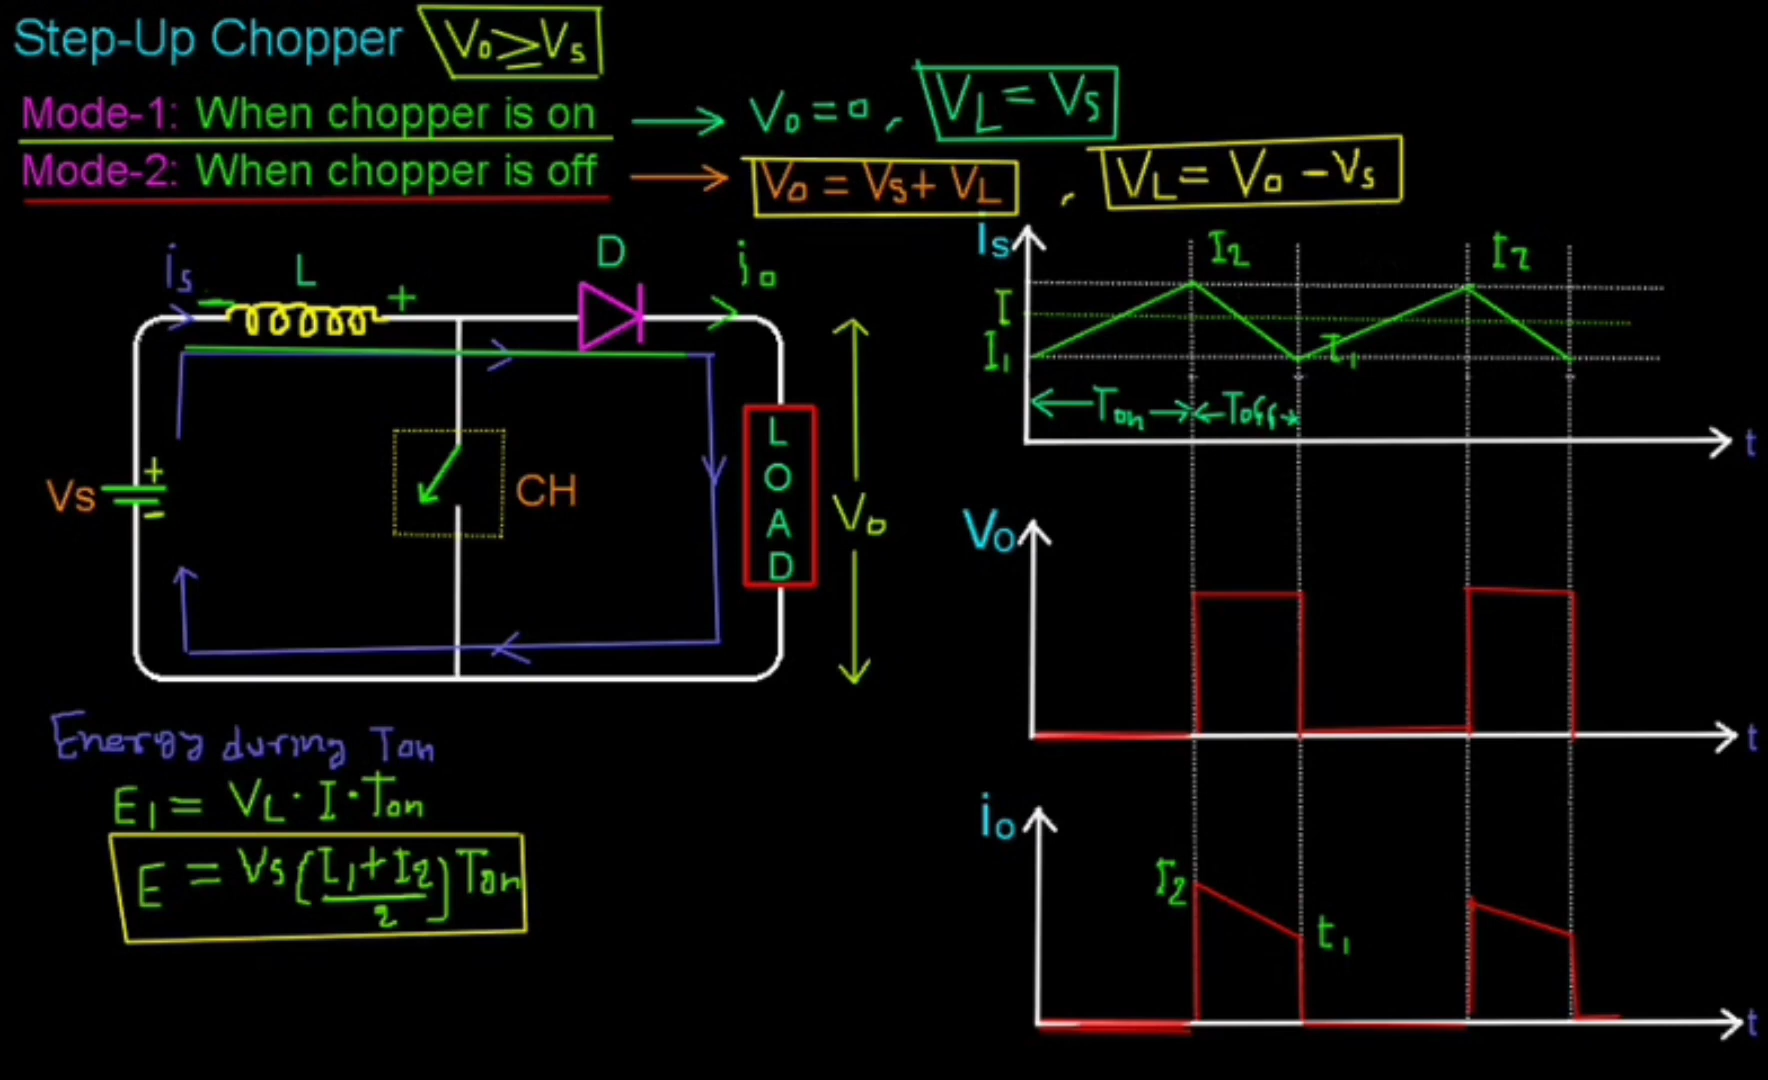 Step-Up Chopper V₀≥Vs
Mode-1: When chopper is on → V₀ = 0, VL = Vs
Mode-2: When chopper is off → V₀ = Vs + VL, VL = V₀ - Vs
is L D i₀
− +
Vs + − CH LOAD V₀
Energy during Ton
E₁ = VL · I · Ton
E = Vs (I₁+I₂/2) Ton
Is I₂ I₂
I
I₁ I₁
Ton Toff
t
V₀
t
i₀
I₂ t₁
t